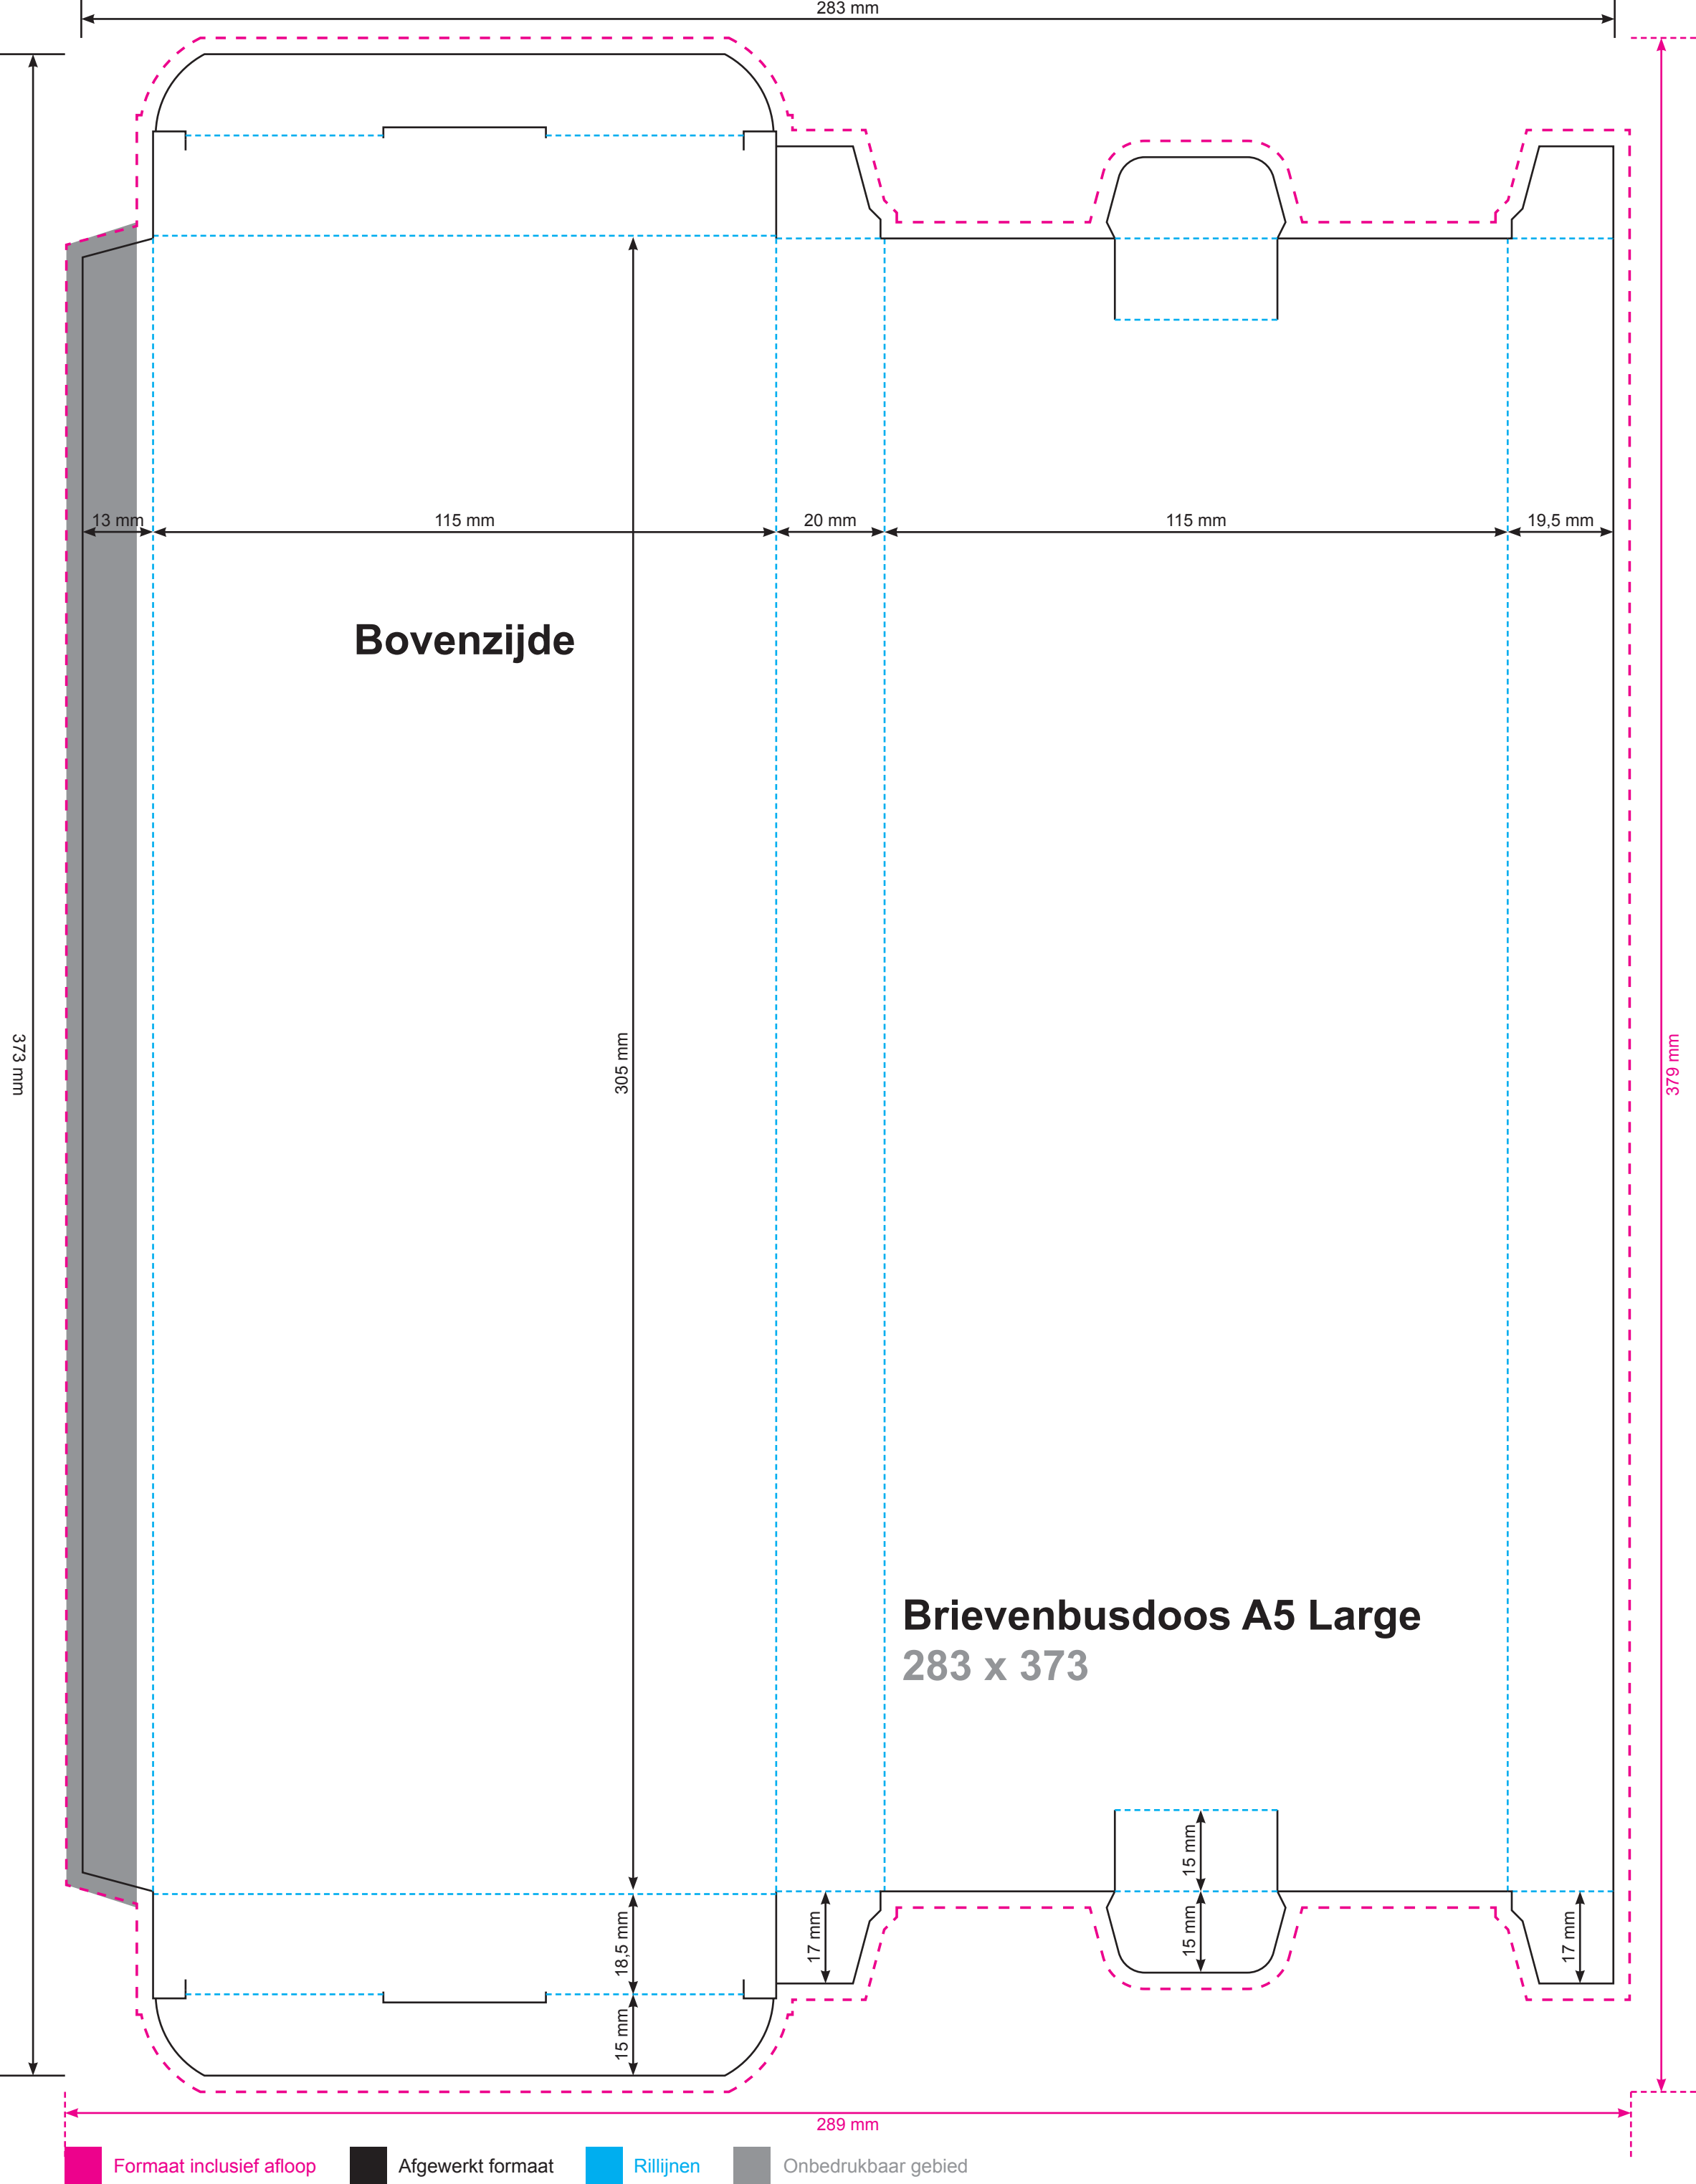 283 mm
13 mm
115 mm
20 mm
115 mm
19,5 mm
Bovenzijde
373 mm
305 mm
379 mm
Brievenbusdoos A5 Large
283 x 373
15 mm
18,5 mm
17 mm
15 mm
17 mm
15 mm
289 mm
Formaat inclusief afloop
Afgewerkt formaat
Rillijnen
Onbedrukbaar gebied